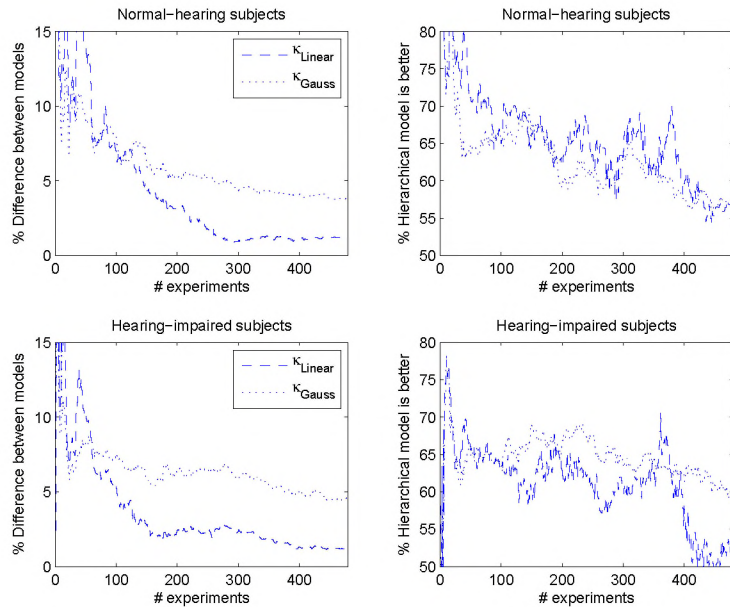 Normal-hearing subjects
% Difference between models
15
10
5
0
0 100 200 300 400
# experiments
κLinear
κGauss
Normal-hearing subjects
% Hierarchical model is better
80
75
70
65
60
55
50
0 100 200 300 400
# experiments
Hearing-impaired subjects
% Difference between models
15
10
5
0
0 100 200 300 400
# experiments
κLinear
κGauss
Hearing-impaired subjects
% Hierarchical model is better
80
75
70
65
60
55
50
0 100 200 300 400
# experiments